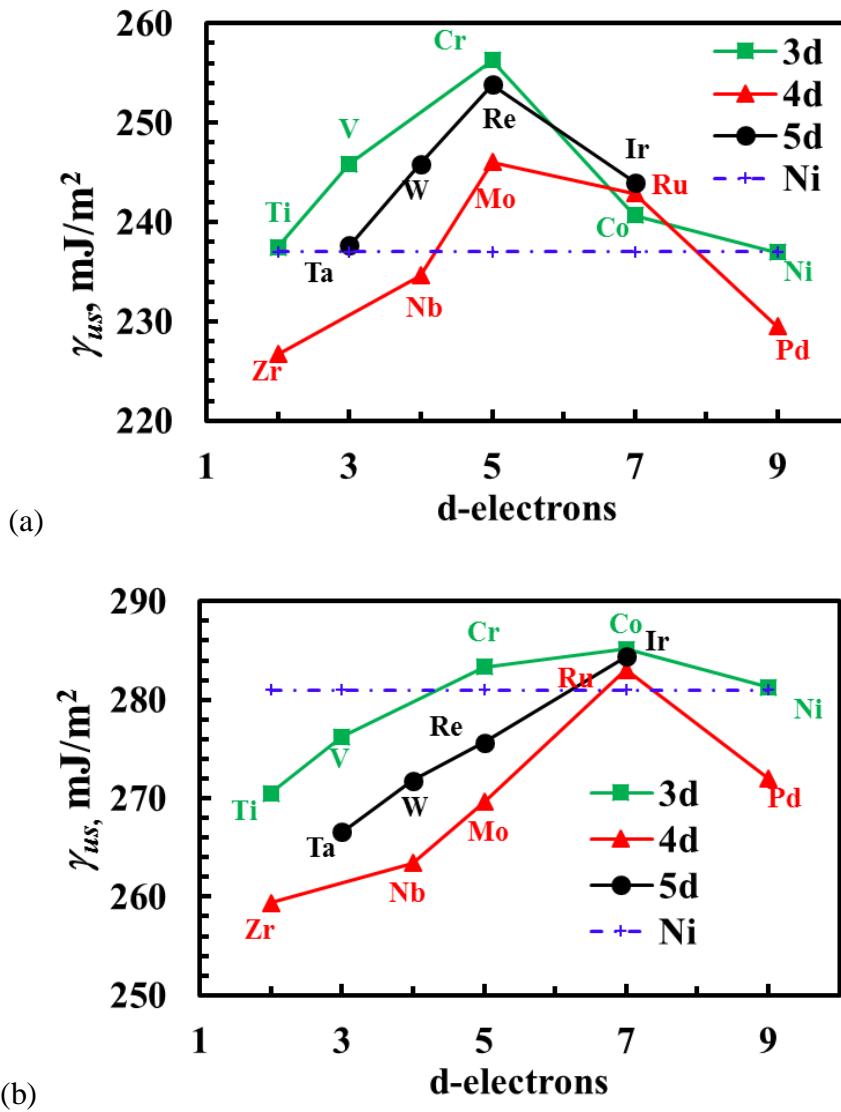 260
250
240
230
220
γus, mJ/m2
1 3 5 7 9
d-electrons
Cr
V
Ti
Re
W
Ta
Ir
Ru
Mo
Co
Nb
Zr
Ni
Pd
3d
4d
5d
Ni
(a)
290
280
270
260
250
γus, mJ/m2
1 3 5 7 9
d-electrons
Co
Cr
Ir
Ru
Ni
Re
V
Ti
W
Ta
Mo
Pd
Nb
Zr
3d
4d
5d
Ni
(b)